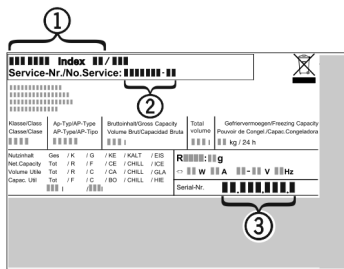 1
Index /
Service-Nr./No.Service: -
2
Klasse/Class Ap-Typ/AP-Type Bruttoinhalt/Gross Capacity Total Gefriervermoegen/Freezing Capacity
Classe/Classe AP-Type/AP-Tipo Volume Brut/Capacidad Bruta volume Pouvoir de Congel./Capac.Congeladora
l l kg / 24 h
Nutzinhalt Ges / K / G / KE / KALT / EIS
Net.Capacity Tot / R / F / CE / CHILL / ICE
Volume Utile Tot / R / C / CA / CHILL / GLA
Capac. Util Tot / F / C / BO / CHILL / HIE
l / l
R : g
W A - V Hz
Serial-Nr. . . .
3